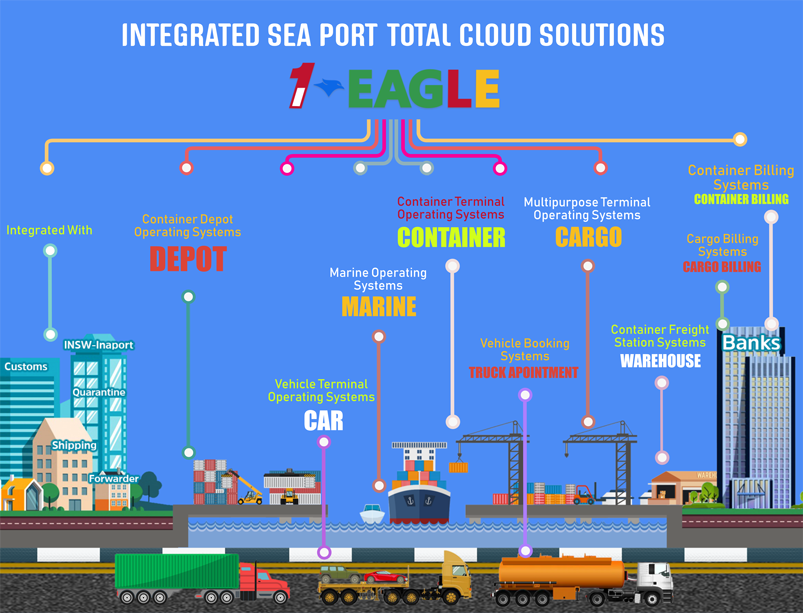 INTEGRATED SEA PORT TOTAL CLOUD SOLUTIONS
1 EAGLE
Container Billing
Systems
CONTAINER BILLING
Integrated With
Container Depot
Operating Systems
DEPOT
Container Terminal
Operating Systems
CONTAINER
Multipurpose Terminal
Operating Systems
CARGO
Cargo Billing
Systems
CARGO BILLING
Marine Operating
Systems
MARINE
Vehicle Booking
Systems
TRUCK APOINTMENT
Container Freight
Station Systems
WAREHOUSE
Vehicle Terminal
Operating Systems
CAR
INSW-Inaport
Customs
Quarantine
Shipping
Forwarder
Banks